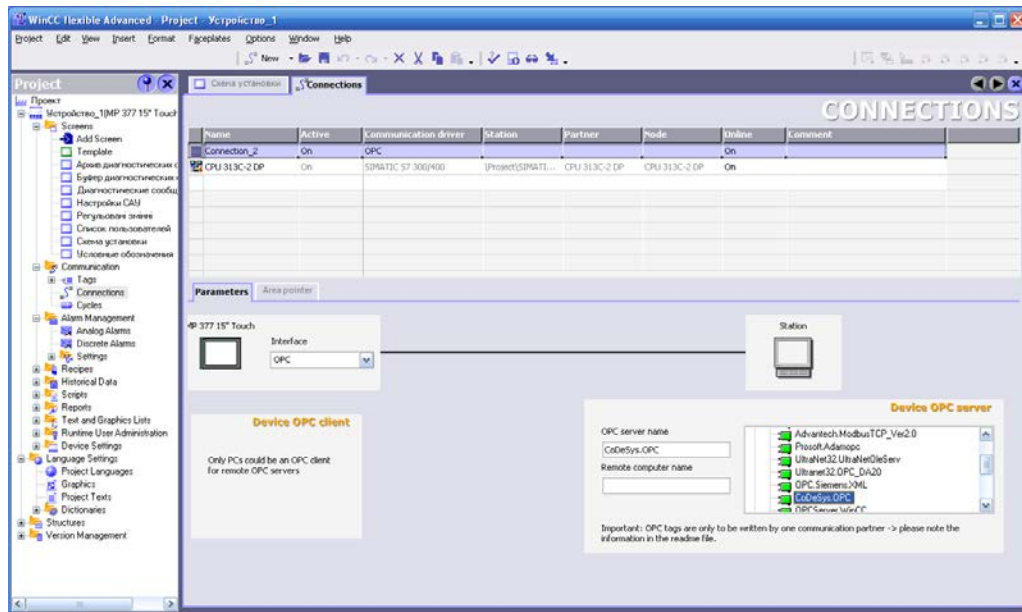 WinCC flexible Advanced - Project - Устройство_1
Project Edit View Insert Format Faceplates Options Window Help
New
Project
Схема установки
Connections
CONNECTIONS
Проект
Устройство_1(MP 377 15" Touch
Screens
Add Screen
Template
Архив диагностических с
Буфер диагностических
Диагностические сообщ
Настройки САУ
Регульовані змінні
Список пользователей
Схема установки
Условные обозначения
Communication
Tags
Connections
Cycles
Alarm Management
Analog Alarms
Discrete Alarms
Settings
Recipes
Historical Data
Scripts
Reports
Text and Graphics Lists
Runtime User Administration
Device Settings
Language Settings
Project Languages
Graphics
Project Texts
Dictionaries
Structures
Version Management
Name Active Communication driver Station Partner Node Online Comment
Connection_2 On OPC On
CPU 313C-2 DP On SIMATIC S7 300/400 \Project\SIMATI... CPU 313C-2 DP CPU 313C-2 DP On
Parameters Area pointer
MP 377 15" Touch
Interface
OPC
Station
Device OPC client
Only PCs could be an OPC client
for remote OPC servers
Device OPC server
OPC server name
CoDeSys.OPC
Remote computer name
Advantech.ModbusTCP_Ver2.0
Prosoft.Adamopc
UltraNet32.UltraNetOleServ
Ultranet32.OPC_DA20
OPC.Siemens.XML
CoDeSys.OPC
OPCServer.WinCC
Important: OPC tags are only to be written by one communication partner -> please note the
information in the readme file.